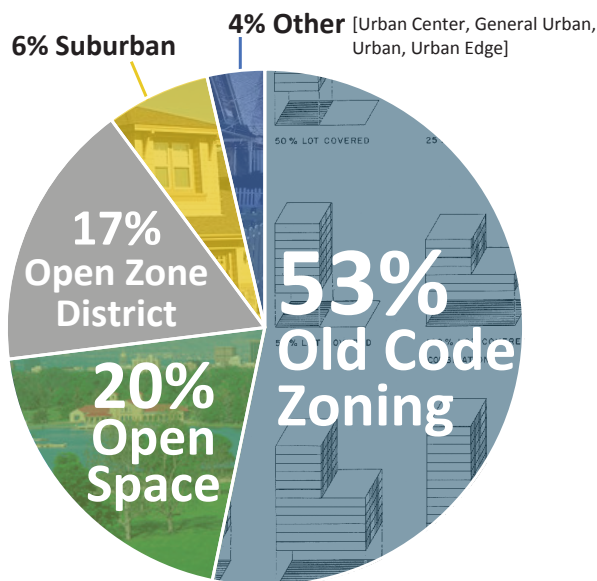 4% Other [Urban Center, General Urban,
Urban, Urban Edge]
6% Suburban
50% LOT COVERED
25
17%
Open Zone
District
53%
Old Code
Zoning
20%
Open
Space